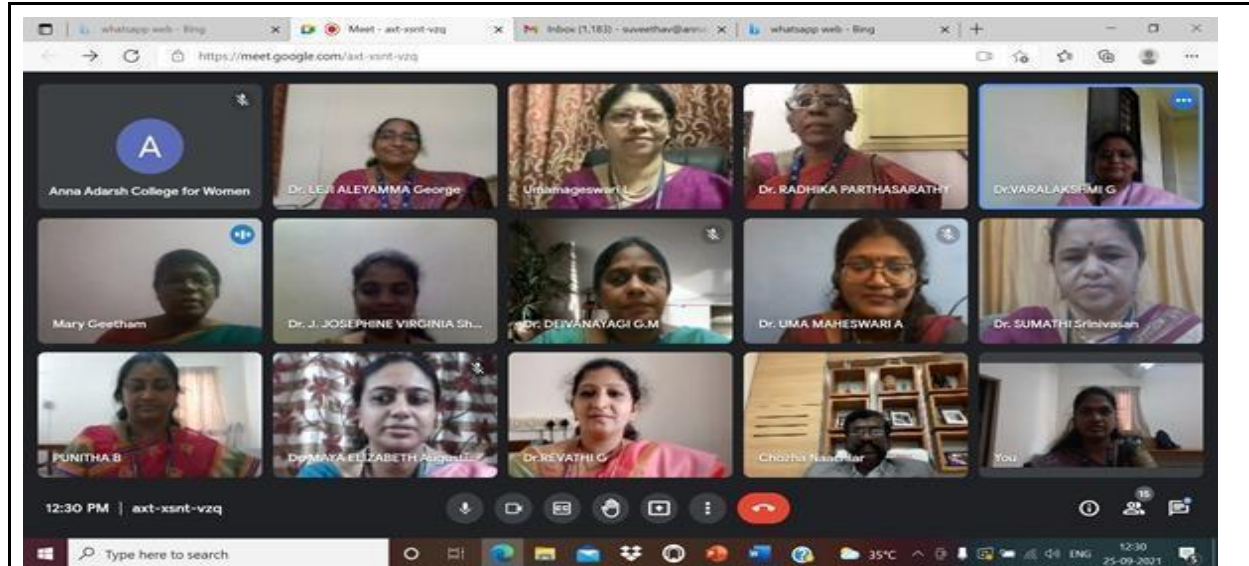 whatsapp web - Bing
Meet - axt-xsnt-vzq
Inbox (1,183) - suveethav@anna
whatsapp web - Bing
https://meet.google.com/axt-xsnt-vzq
A
Anna Adarsh College for Women
Dr. LEJI ALEYAMMA George
Umamageswari L
Dr. RADHIKA PARTHASARATHY
Dr.VARALAKSHMI G
Mary Geetham
Dr. J. JOSEPHINE VIRGINIA Sh...
Dr. DEIVANAYAGI G.M
Dr. UMA MAHESWARI A
Dr. SUMATHI Srinivasan
PUNITHA B
Dr.MAYA ELIZABETH August...
Dr.REVATHI G
Chozha Naachiar
You
12:30 PM | axt-xsnt-vzq
15
Type here to search
35°C
ENG
12:30
25-09-2021